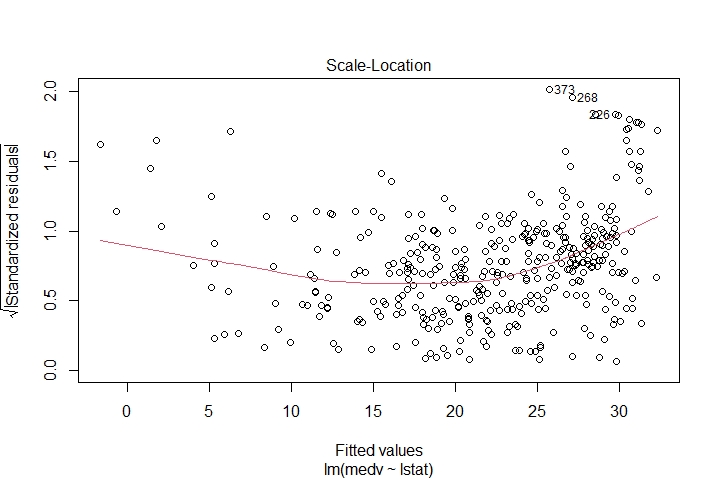 Scale-Location
√|Standardized residuals|
2.0
1.5
1.0
0.5
0.0
373
268
226
0 5 10 15 20 25 30
Fitted values
lm(medv ~ lstat)